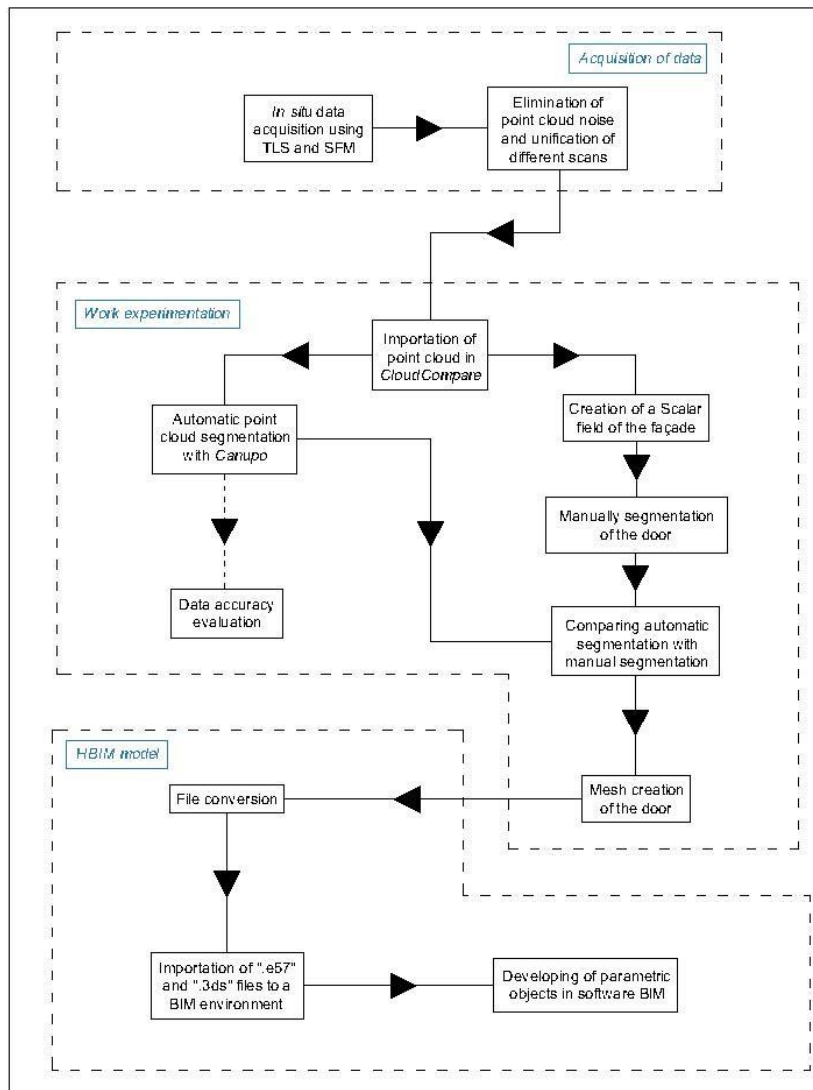 Acquisition of data
In situ data
acquisition using
TLS and SFM
Elimination of
point cloud noise
and unification of
different scans
Work experimentation
Importation of
point cloud in
CloudCompare
Automatic point
cloud segmentation
with Canupo
Creation of a Scalar
field of the façade
Manually segmentation
of the door
Data accuracy
evaluation
Comparing automatic
segmentation with
manual segmentation
HBIM model
File conversion
Mesh creation
of the door
Importation of ".e57"
and ".3ds" files to a
BIM environment
Developing of parametric
objects in software BIM